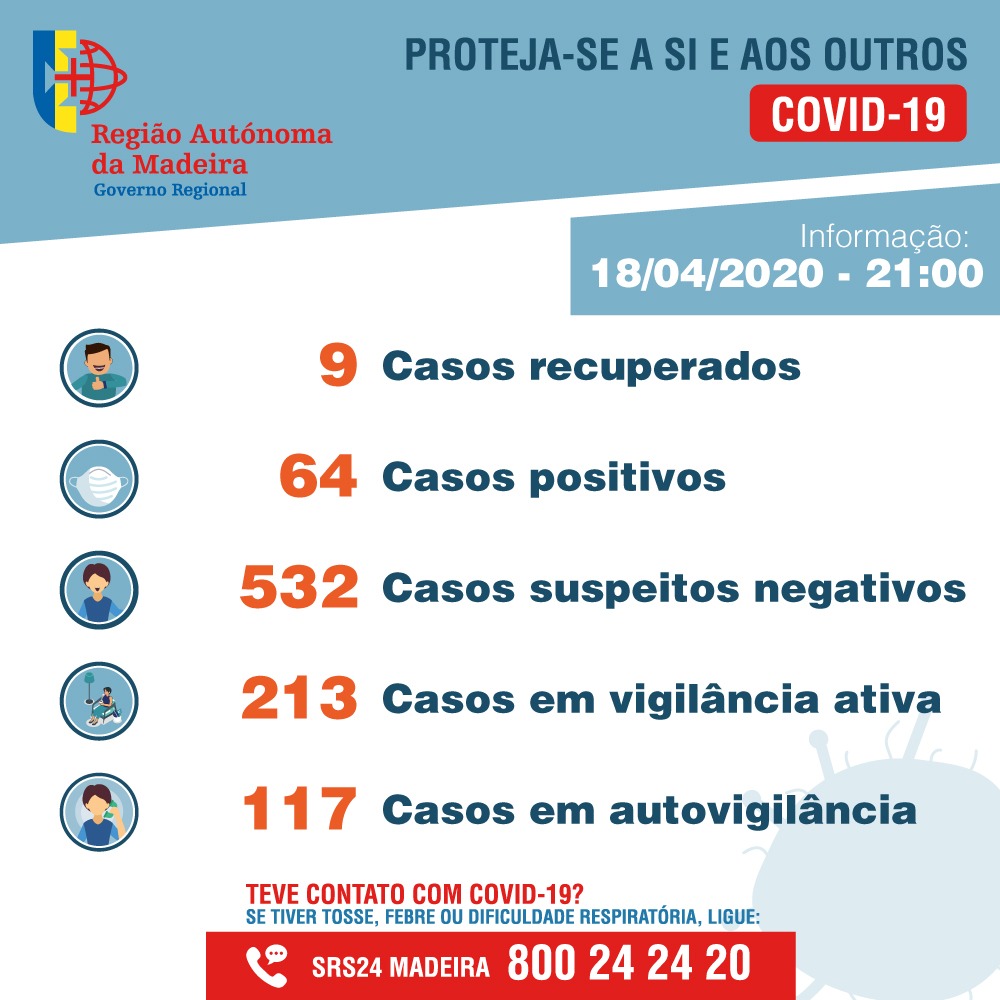 PROTEJA-SE A SI E AOS OUTROS
COVID-19
Região Autónoma
da Madeira
Governo Regional
Informação:
18/04/2020 - 21:00
9 Casos recuperados
64 Casos positivos
532 Casos suspeitos negativos
213 Casos em vigilância ativa
117 Casos em autovigilância
TEVE CONTATO COM COVID-19?
SE TIVER TOSSE, FEBRE OU DIFICULDADE RESPIRATÓRIA, LIGUE:
SRS24 MADEIRA 800 24 24 20